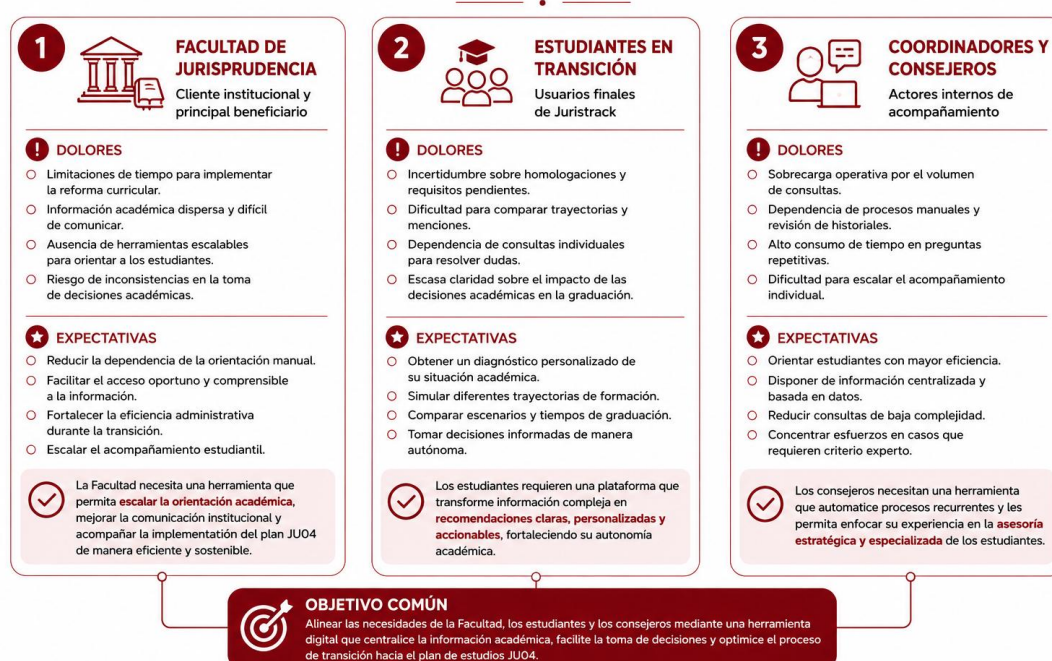 1
FACULTAD DE
JURISPRUDENCIA
Cliente institucional y
principal beneficiario
! DOLORES
Limitaciones de tiempo para implementar
la reforma curricular.
Información académica dispersa y difícil
de comunicar.
Ausencia de herramientas escalables
para orientar a los estudiantes.
Riesgo de inconsistencias en la toma
de decisiones académicas.
EXPECTATIVAS
Reducir la dependencia de la orientación manual.
Facilitar el acceso oportuno y comprensible
a la información.
Fortalecer la eficiencia administrativa
durante la transición.
Escalar el acompañamiento estudiantil.
La Facultad necesita una herramienta que
permita escalar la orientación académica,
mejorar la comunicación institucional y
acompañar la implementación del plan JU04
de manera eficiente y sostenible.
2
ESTUDIANTES EN
TRANSICIÓN
Usuarios finales
de Juristrack
! DOLORES
Incertidumbre sobre homologaciones y
requisitos pendientes.
Dificultad para comparar trayectorias y
menciones.
Dependencia de consultas individuales
para resolver dudas.
Escasa claridad sobre el impacto de las
decisiones académicas en la graduación.
EXPECTATIVAS
Obtener un diagnóstico personalizado de
su situación académica.
Simular diferentes trayectorias de formación.
Comparar escenarios y tiempos de graduación.
Tomar decisiones informadas de manera
autónoma.
Los estudiantes requieren una plataforma que
transforme información compleja en
recomendaciones claras, personalizadas y
accionables, fortaleciendo su autonomía
académica.
3
COORDINADORES Y
CONSEJEROS
Actores internos de
acompañamiento
! DOLORES
Sobrecarga operativa por el volumen
de consultas.
Dependencia de procesos manuales y
revisión de historiales.
Alto consumo de tiempo en preguntas
repetitivas.
Dificultad para escalar el acompañamiento
individual.
EXPECTATIVAS
Orientar estudiantes con mayor eficiencia.
Disponer de información centralizada y
basada en datos.
Reducir consultas de baja complejidad.
Concentrar esfuerzos en casos que
requieren criterio experto.
Los consejeros necesitan una herramienta
que automatice procesos recurrentes y les
permita enfocar su experiencia en la asesoría
estratégica y especializada de los estudiantes.
OBJETIVO COMÚN
Alinear las necesidades de la Facultad, los estudiantes y los consejeros mediante una herramienta
digital que centralice la información académica, facilite la toma de decisiones y optimice el proceso
de transición hacia el plan de estudios JU04.